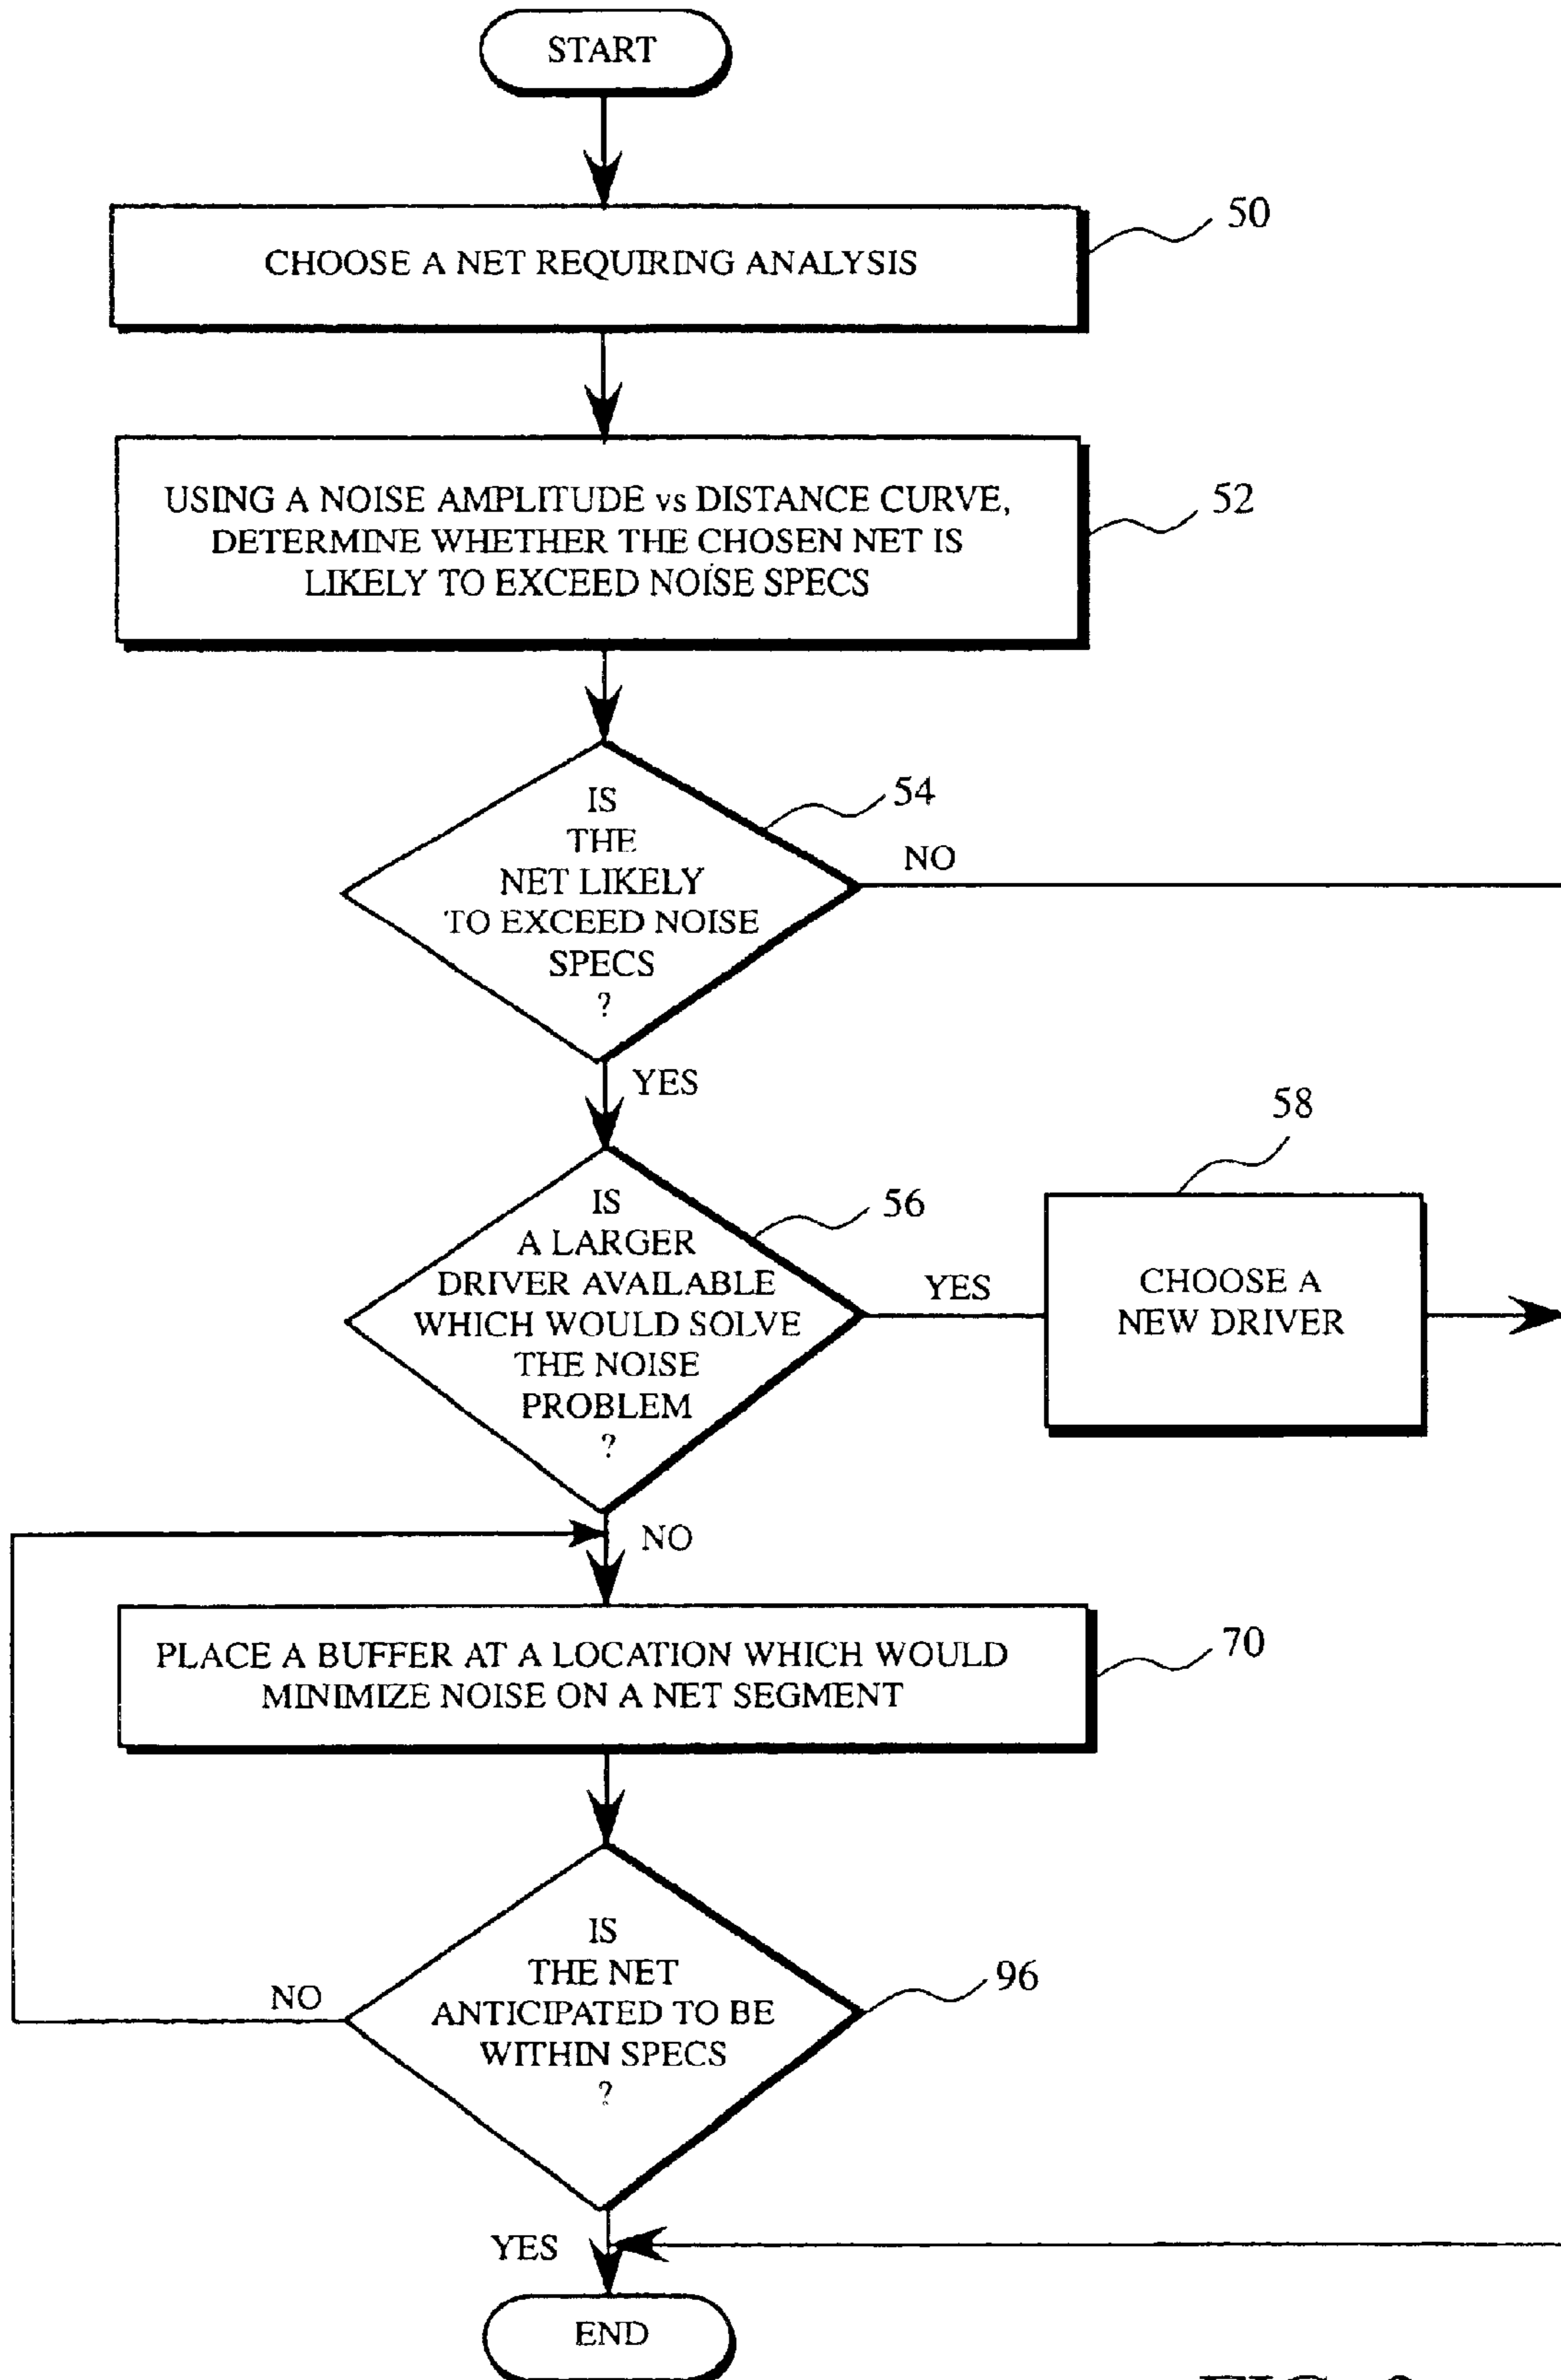 START
CHOOSE A NET REQUIRING ANALYSIS
50
USING A NOISE AMPLITUDE vs DISTANCE CURVE,
DETERMINE WHETHER THE CHOSEN NET IS
LIKELY TO EXCEED NOISE SPECS
52
IS
THE
NET LIKELY
TO EXCEED NOISE
SPECS
?
54
NO
YES
IS
A LARGER
DRIVER AVAILABLE
WHICH WOULD SOLVE
THE NOISE
PROBLEM
?
56
YES
58
CHOOSE A
NEW DRIVER
NO
PLACE A BUFFER AT A LOCATION WHICH WOULD
MINIMIZE NOISE ON A NET SEGMENT
70
IS
THE NET
ANTICIPATED TO BE
WITHIN SPECS
?
96
NO
YES
END